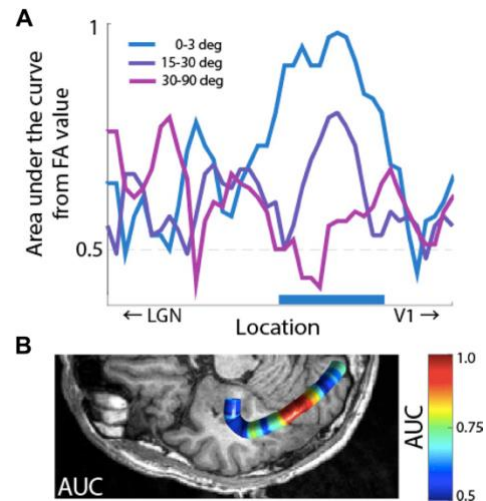 A
1
0-3 deg
15-30 deg
30-90 deg
Area under the curve
from FA value
0.5
← LGN
V1 →
Location
B
AUC
AUC
1.0
0.75
0.5